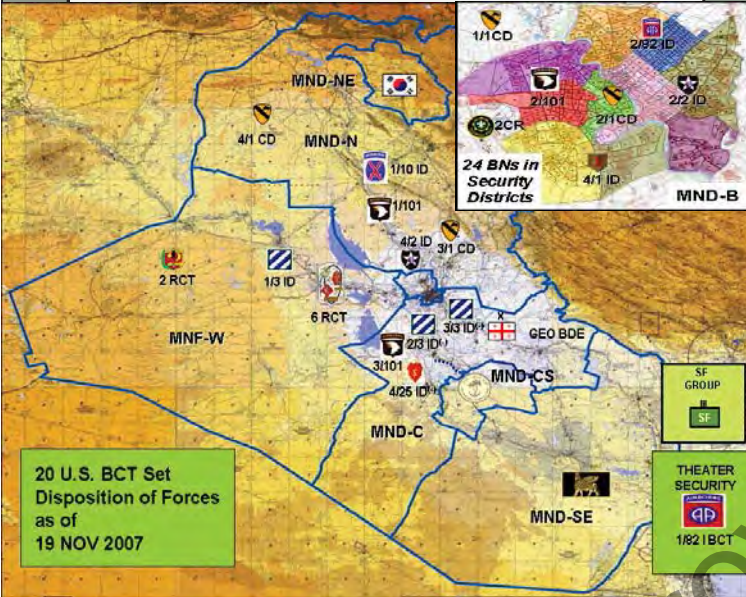 MND-NE
4/1 CD
MND-N
1/10 ID
1/101
4/2 ID
3/1 CD
2 RCT
1/3 ID
6 RCT
MNF-W
3/3 ID(-)
2/3 ID(-)
GEO BDE
3/101
MND-CS
4/25 ID(-)
MND-C
MND-SE
1/1CD
2/82 ID
2/101
2/1CD
2/2 ID
2CR
4/1 ID
24 BNs in
Security
Districts
MND-B
SF
GROUP
III
SF
THEATER
SECURITY
AIRBORNE
AA
1/82 IBCT
20 U.S. BCT Set
Disposition of Forces
as of
19 NOV 2007